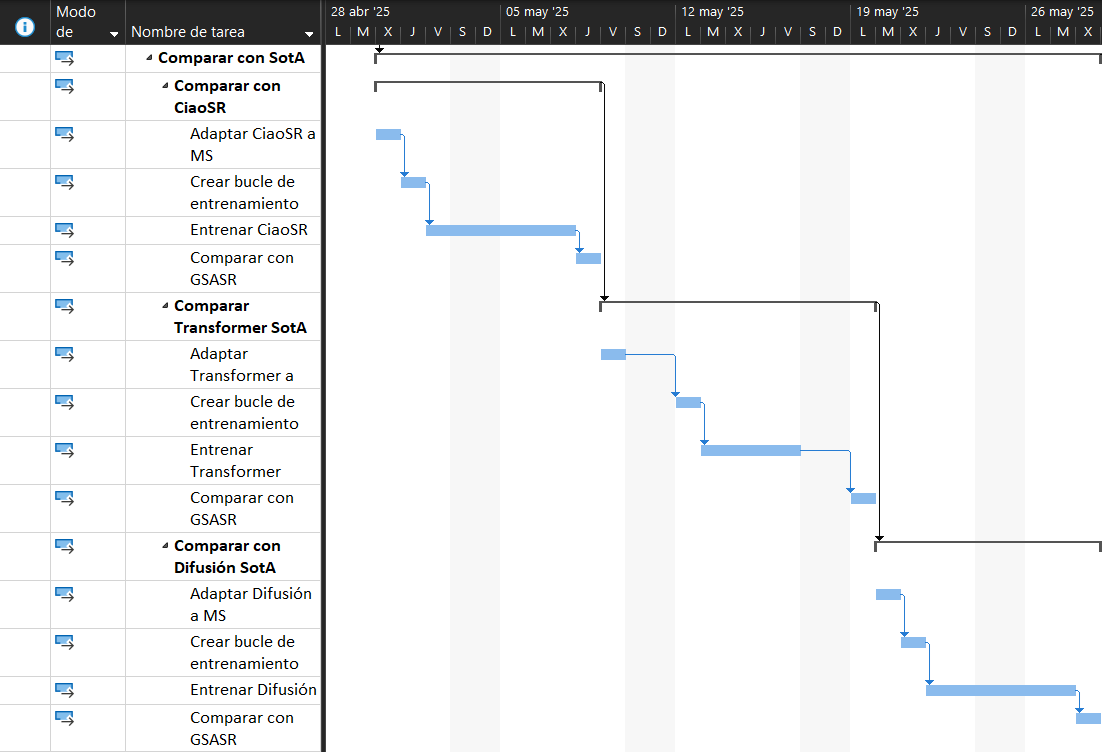 Modo de
Nombre de tarea
28 abr '25 05 may '25 12 may '25 19 may '25 26 may '25
L M X J V S D L M X J V S D L M X J V S D L M X J V S D L M X
Comparar con SotA
Comparar con
CiaoSR
Adaptar CiaoSR a
MS
Crear bucle de
entrenamiento
Entrenar CiaoSR
Comparar con
GSASR
Comparar
Transformer SotA
Adaptar
Transformer a
Crear bucle de
entrenamiento
Entrenar
Transformer
Comparar con
GSASR
Comparar con
Difusión SotA
Adaptar Difusión
a MS
Crear bucle de
entrenamiento
Entrenar Difusión
Comparar con
GSASR